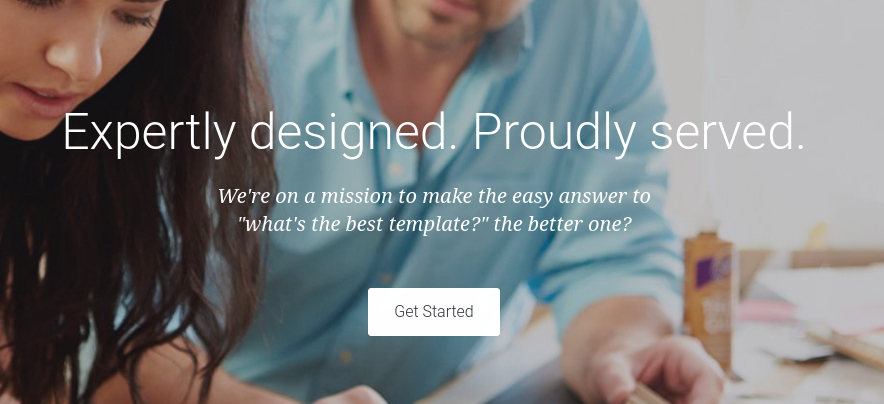 Expertly designed. Proudly served.
We're on a mission to make the easy answer to
"what's the best template?" the better one?
Get Started